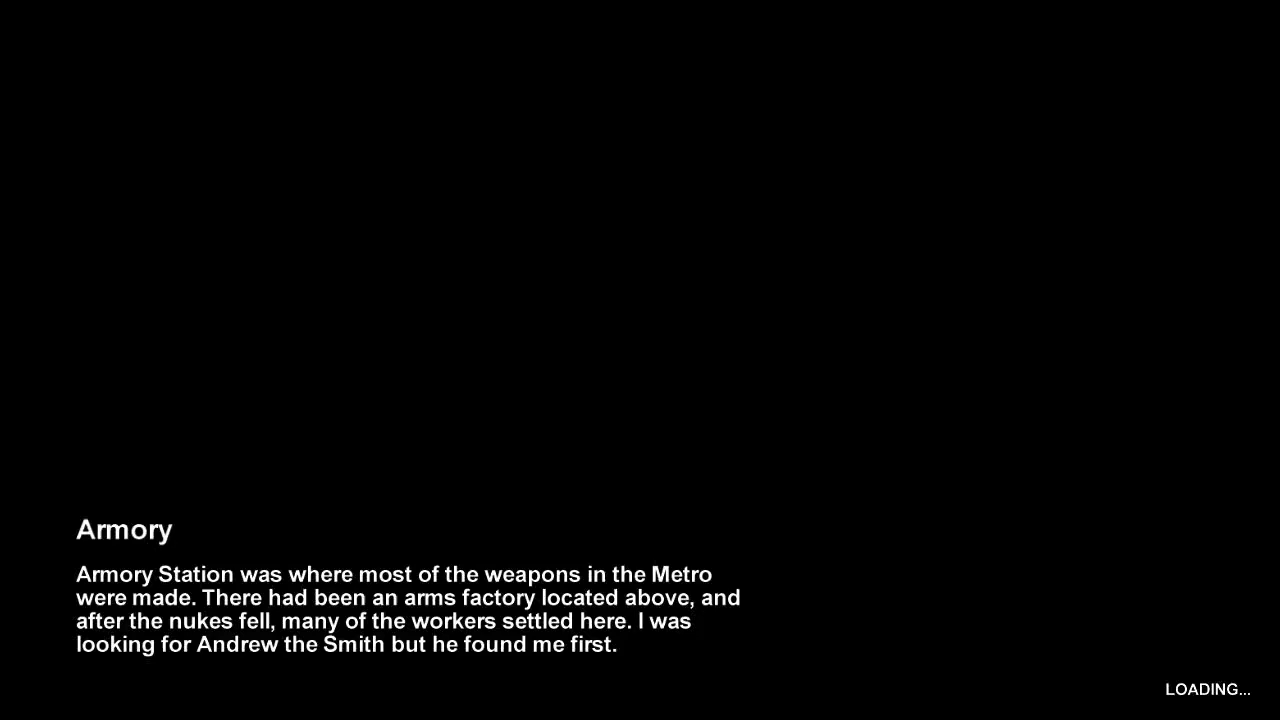 Armory
Armory Station was where most of the weapons in the Metro
were made. There had been an arms factory located above, and
after the nukes fell, many of the workers settled here. I was
looking for Andrew the Smith but he found me first.
LOADING...